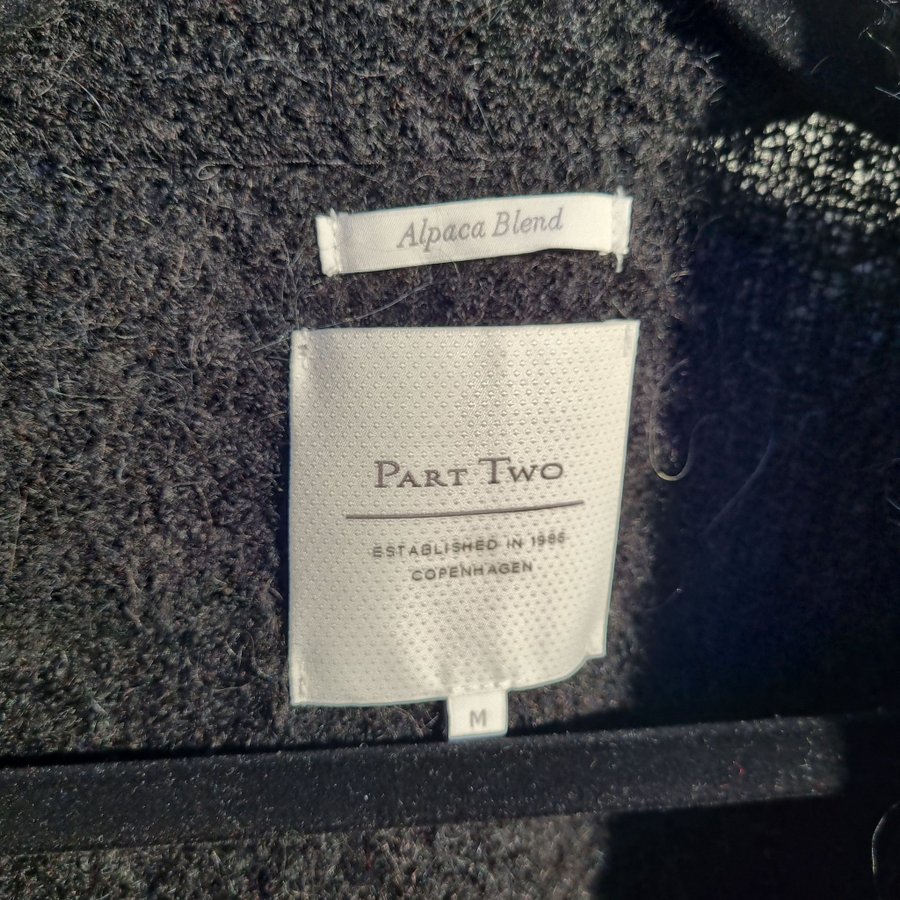 Alpaca Blend
PART TWO
ESTABLISHED IN 1986
COPENHAGEN
M